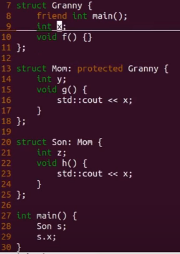 7 struct Granny {
8     friend int main();
9     int x;
10     void f() {}
11 };
12
13 struct Mom: protected Granny {
14     int y;
15     void g() {
16         std::cout << x;
17     }
18 };
19
20 struct Son: Mom {
21     int z;
22     void h() {
23         std::cout << x;
24     }
25 };
26
27 int main() {
28     Son s;
29     s.x;
30 }